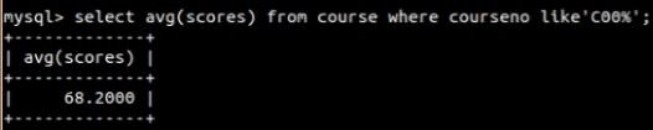 mysql> select avg(scores) from course where courseno like'C00%';
+-------------+
| avg(scores) |
+-------------+
|     68.2000 |
+-------------+